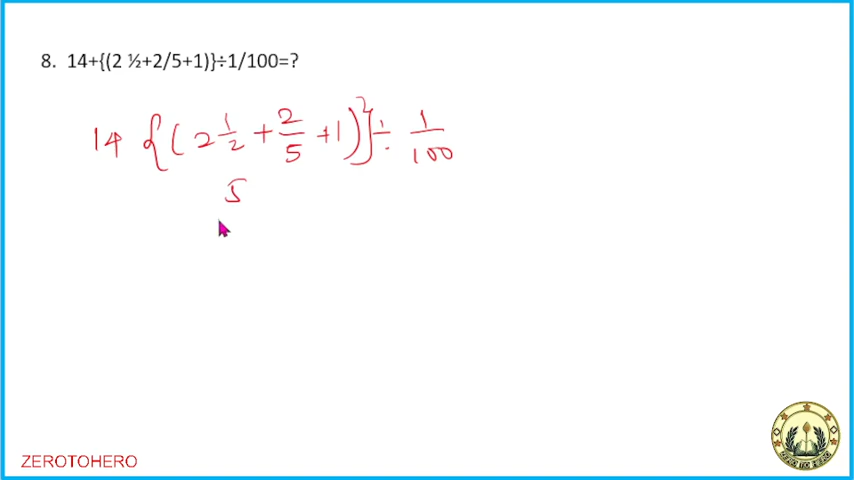 8. 14+{(2 ½+2/5+1)}÷1/100=?
14 {(2 1/2 + 2/5 +1)} ÷ 1/100
5
ZEROTOHERO